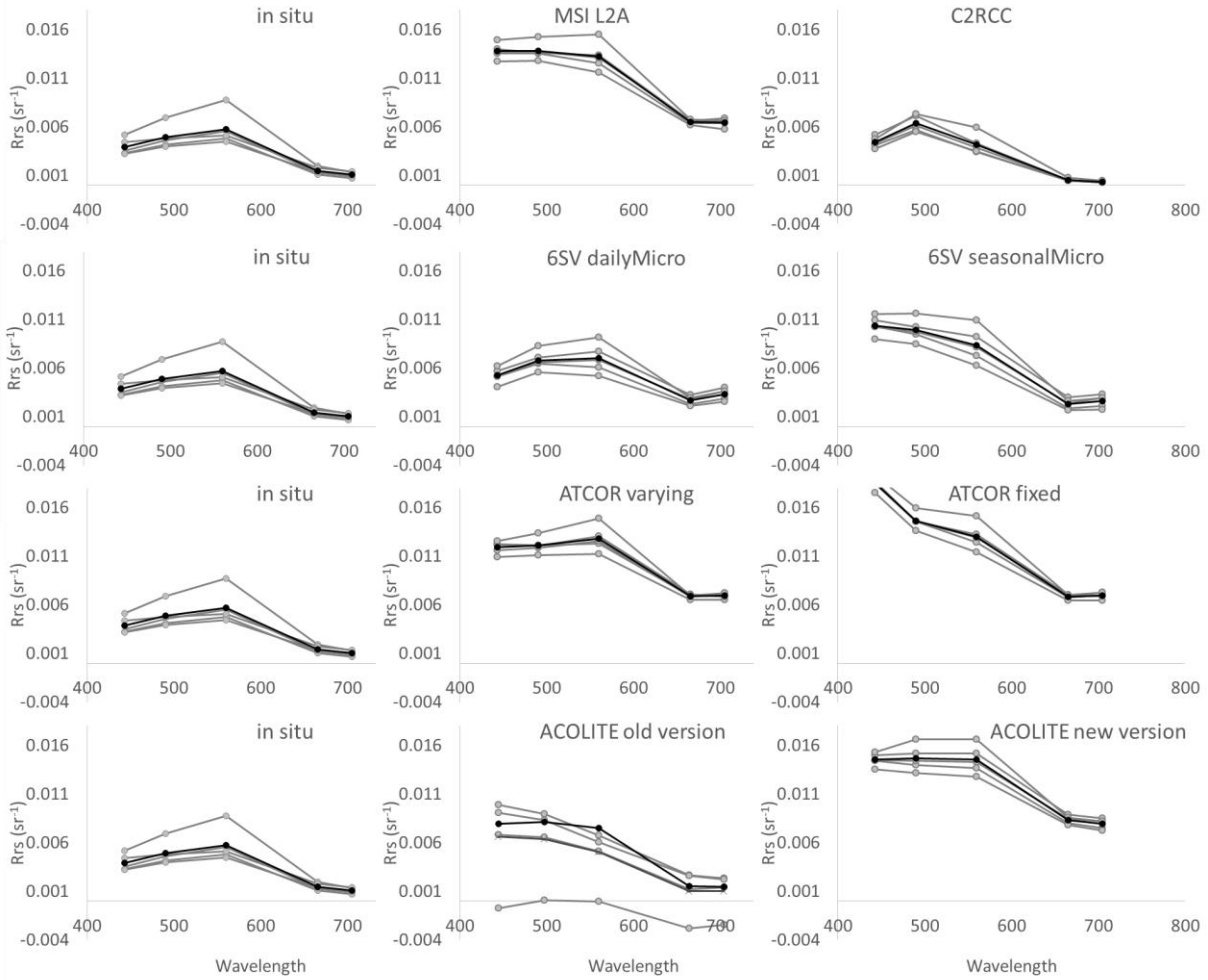 in situ MSI L2A C2RCC
0.016 0.016 0.016
0.011 0.011 0.011
0.006 0.006 0.006
0.001 0.001 0.001
-0.004 -0.004 -0.004
Rrs (sr⁻¹) Rrs (sr⁻¹) Rrs (sr⁻¹)
400 500 600 700 400 500 600 700 400 500 600 700 800
in situ 6SV dailyMicro 6SV seasonalMicro
0.016 0.016 0.016
0.011 0.011 0.011
0.006 0.006 0.006
0.001 0.001 0.001
-0.004 -0.004 -0.004
Rrs (sr⁻¹) Rrs (sr⁻¹) Rrs (sr⁻¹)
400 500 600 700 400 500 600 700 400 500 600 700 800
in situ ATCOR varying ATCOR fixed
0.016 0.016 0.016
0.011 0.011 0.011
0.006 0.006 0.006
0.001 0.001 0.001
-0.004 -0.004 -0.004
Rrs (sr⁻¹) Rrs (sr⁻¹) Rrs (sr⁻¹)
400 500 600 700 400 500 600 700 400 500 600 700 800
in situ ACOLITE old version ACOLITE new version
0.016 0.016 0.016
0.011 0.011 0.011
0.006 0.006 0.006
0.001 0.001 0.001
-0.004 -0.004 -0.004
Rrs (sr⁻¹) Rrs (sr⁻¹) Rrs (sr⁻¹)
400 500 600 700 400 500 600 700 400 500 600 700 800
Wavelength Wavelength Wavelength